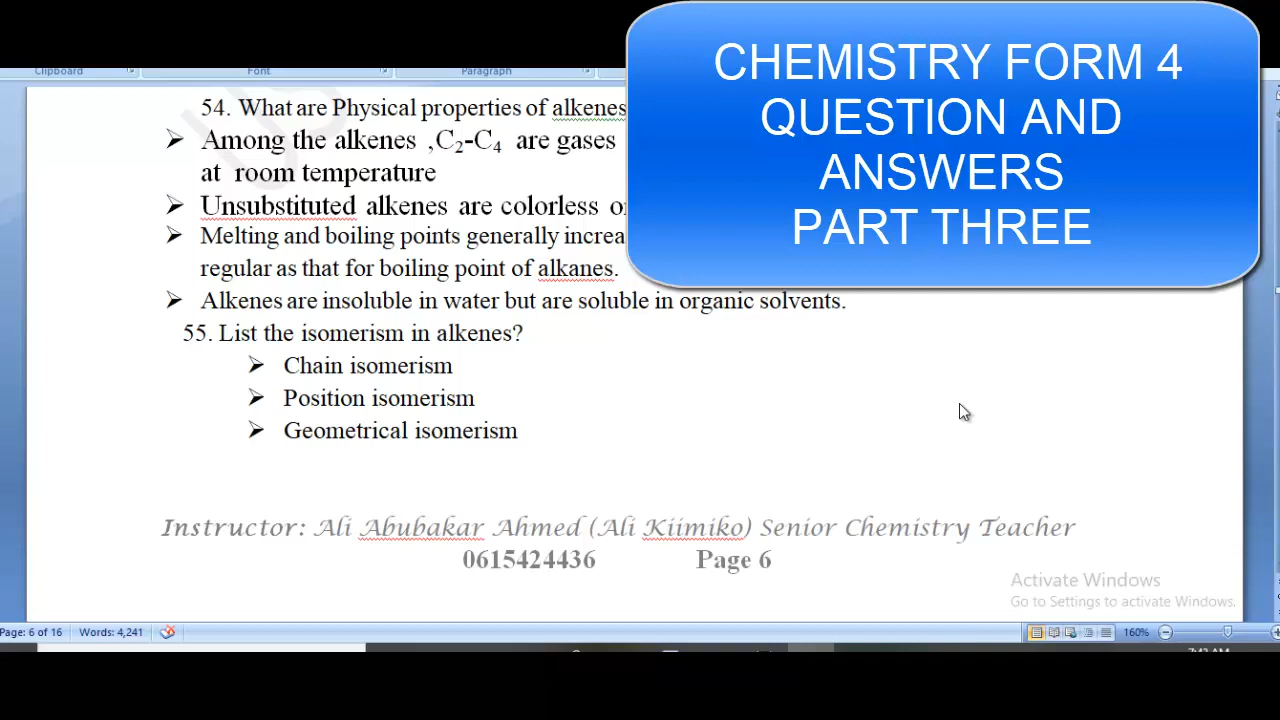 CHEMISTRY FORM 4
QUESTION AND
ANSWERS
PART THREE
Clipboard
Font
Paragraph
54. What are Physical properties of alkenes
➢ Among the alkenes ,C₂-C₄ are gases
at room temperature
➢ Unsubstituted alkenes are colorless
➢ Melting and boiling points generally
regular as that for boiling point of alkanes.
➢ Alkenes are insoluble in water but are soluble in organic solvents.
55. List the isomerism in alkenes?
➢ Chain isomerism
➢ Position isomerism
➢ Geometrical isomerism
Instructor: Ali Abubakar Ahmed (Ali Kiimiko) Senior Chemistry Teacher
0615424436 Page 6
Activate Windows
Go to Settings to activate Windows.
Page: 6 of 16 Words: 4,241 160%